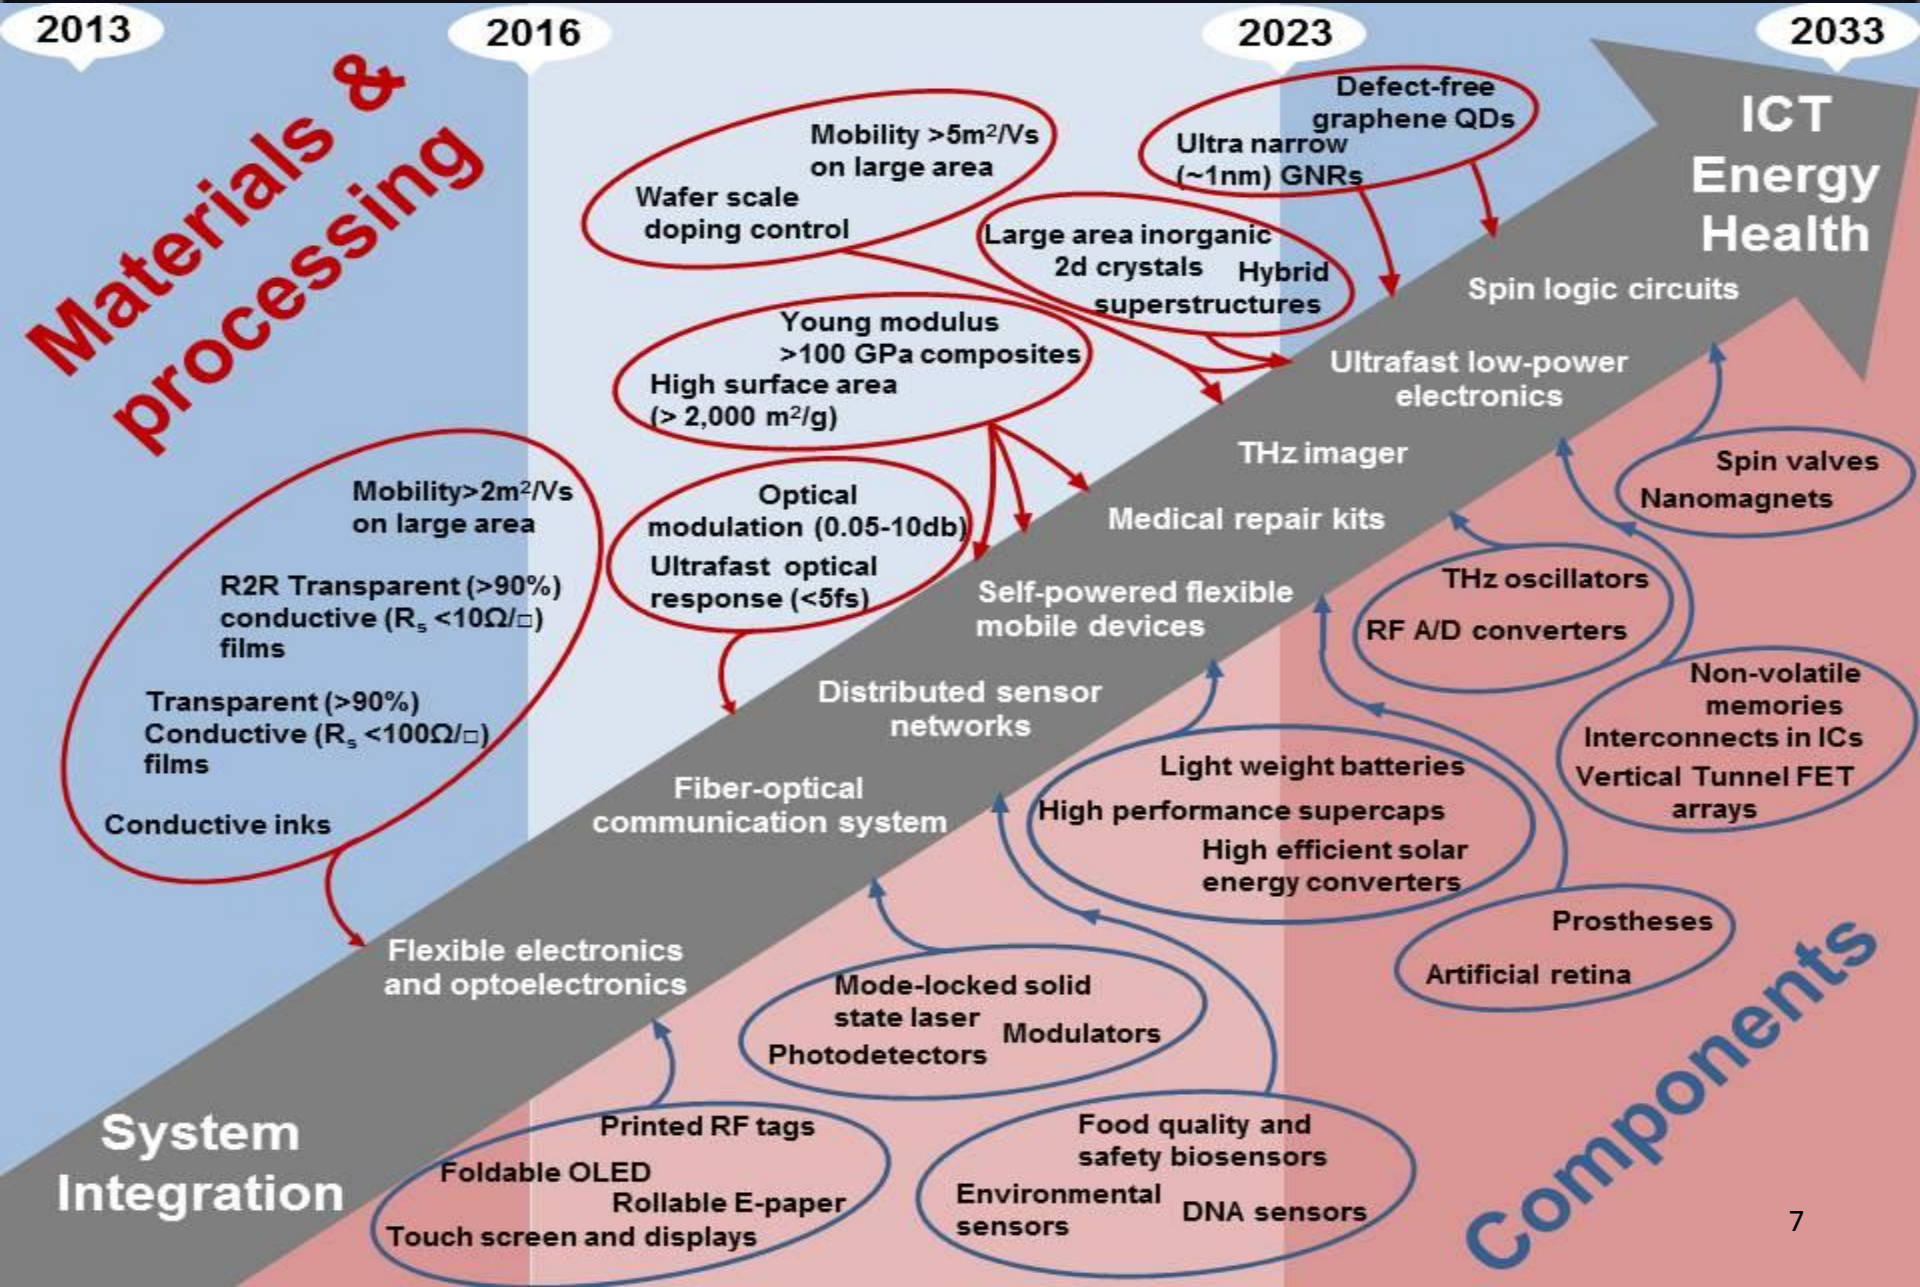 2013
2016
2023
2033
Materials &
processing
Defect-free
graphene QDs
Ultra narrow
(~1nm) GNRs
Mobility >5m²/Vs
on large area
Wafer scale
doping control
Large area inorganic
2d crystals
Hybrid
superstructures
Young modulus
>100 GPa composites
High surface area
(> 2,000 m²/g)
Optical
modulation (0.05-10db)
Ultrafast optical
response (<5fs)
Mobility>2m²/Vs
on large area
R2R Transparent (>90%)
conductive (Rₛ <10Ω/□)
films
Transparent (>90%)
Conductive (Rₛ <100Ω/□)
films
Conductive inks
ICT
Energy
Health
Spin logic circuits
Ultrafast low-power
electronics
THz imager
Medical repair kits
Self-powered flexible
mobile devices
Distributed sensor
networks
Fiber-optical
communication system
Flexible electronics
and optoelectronics
System
Integration
Spin valves
Nanomagnets
THz oscillators
RF A/D converters
Non-volatile
memories
Interconnects in ICs
Vertical Tunnel FET
arrays
Light weight batteries
High performance supercaps
High efficient solar
energy converters
Prostheses
Artificial retina
Mode-locked solid
state laser
Modulators
Photodetectors
Printed RF tags
Foldable OLED
Rollable E-paper
Touch screen and displays
Food quality and
safety biosensors
Environmental
sensors
DNA sensors
Components
7